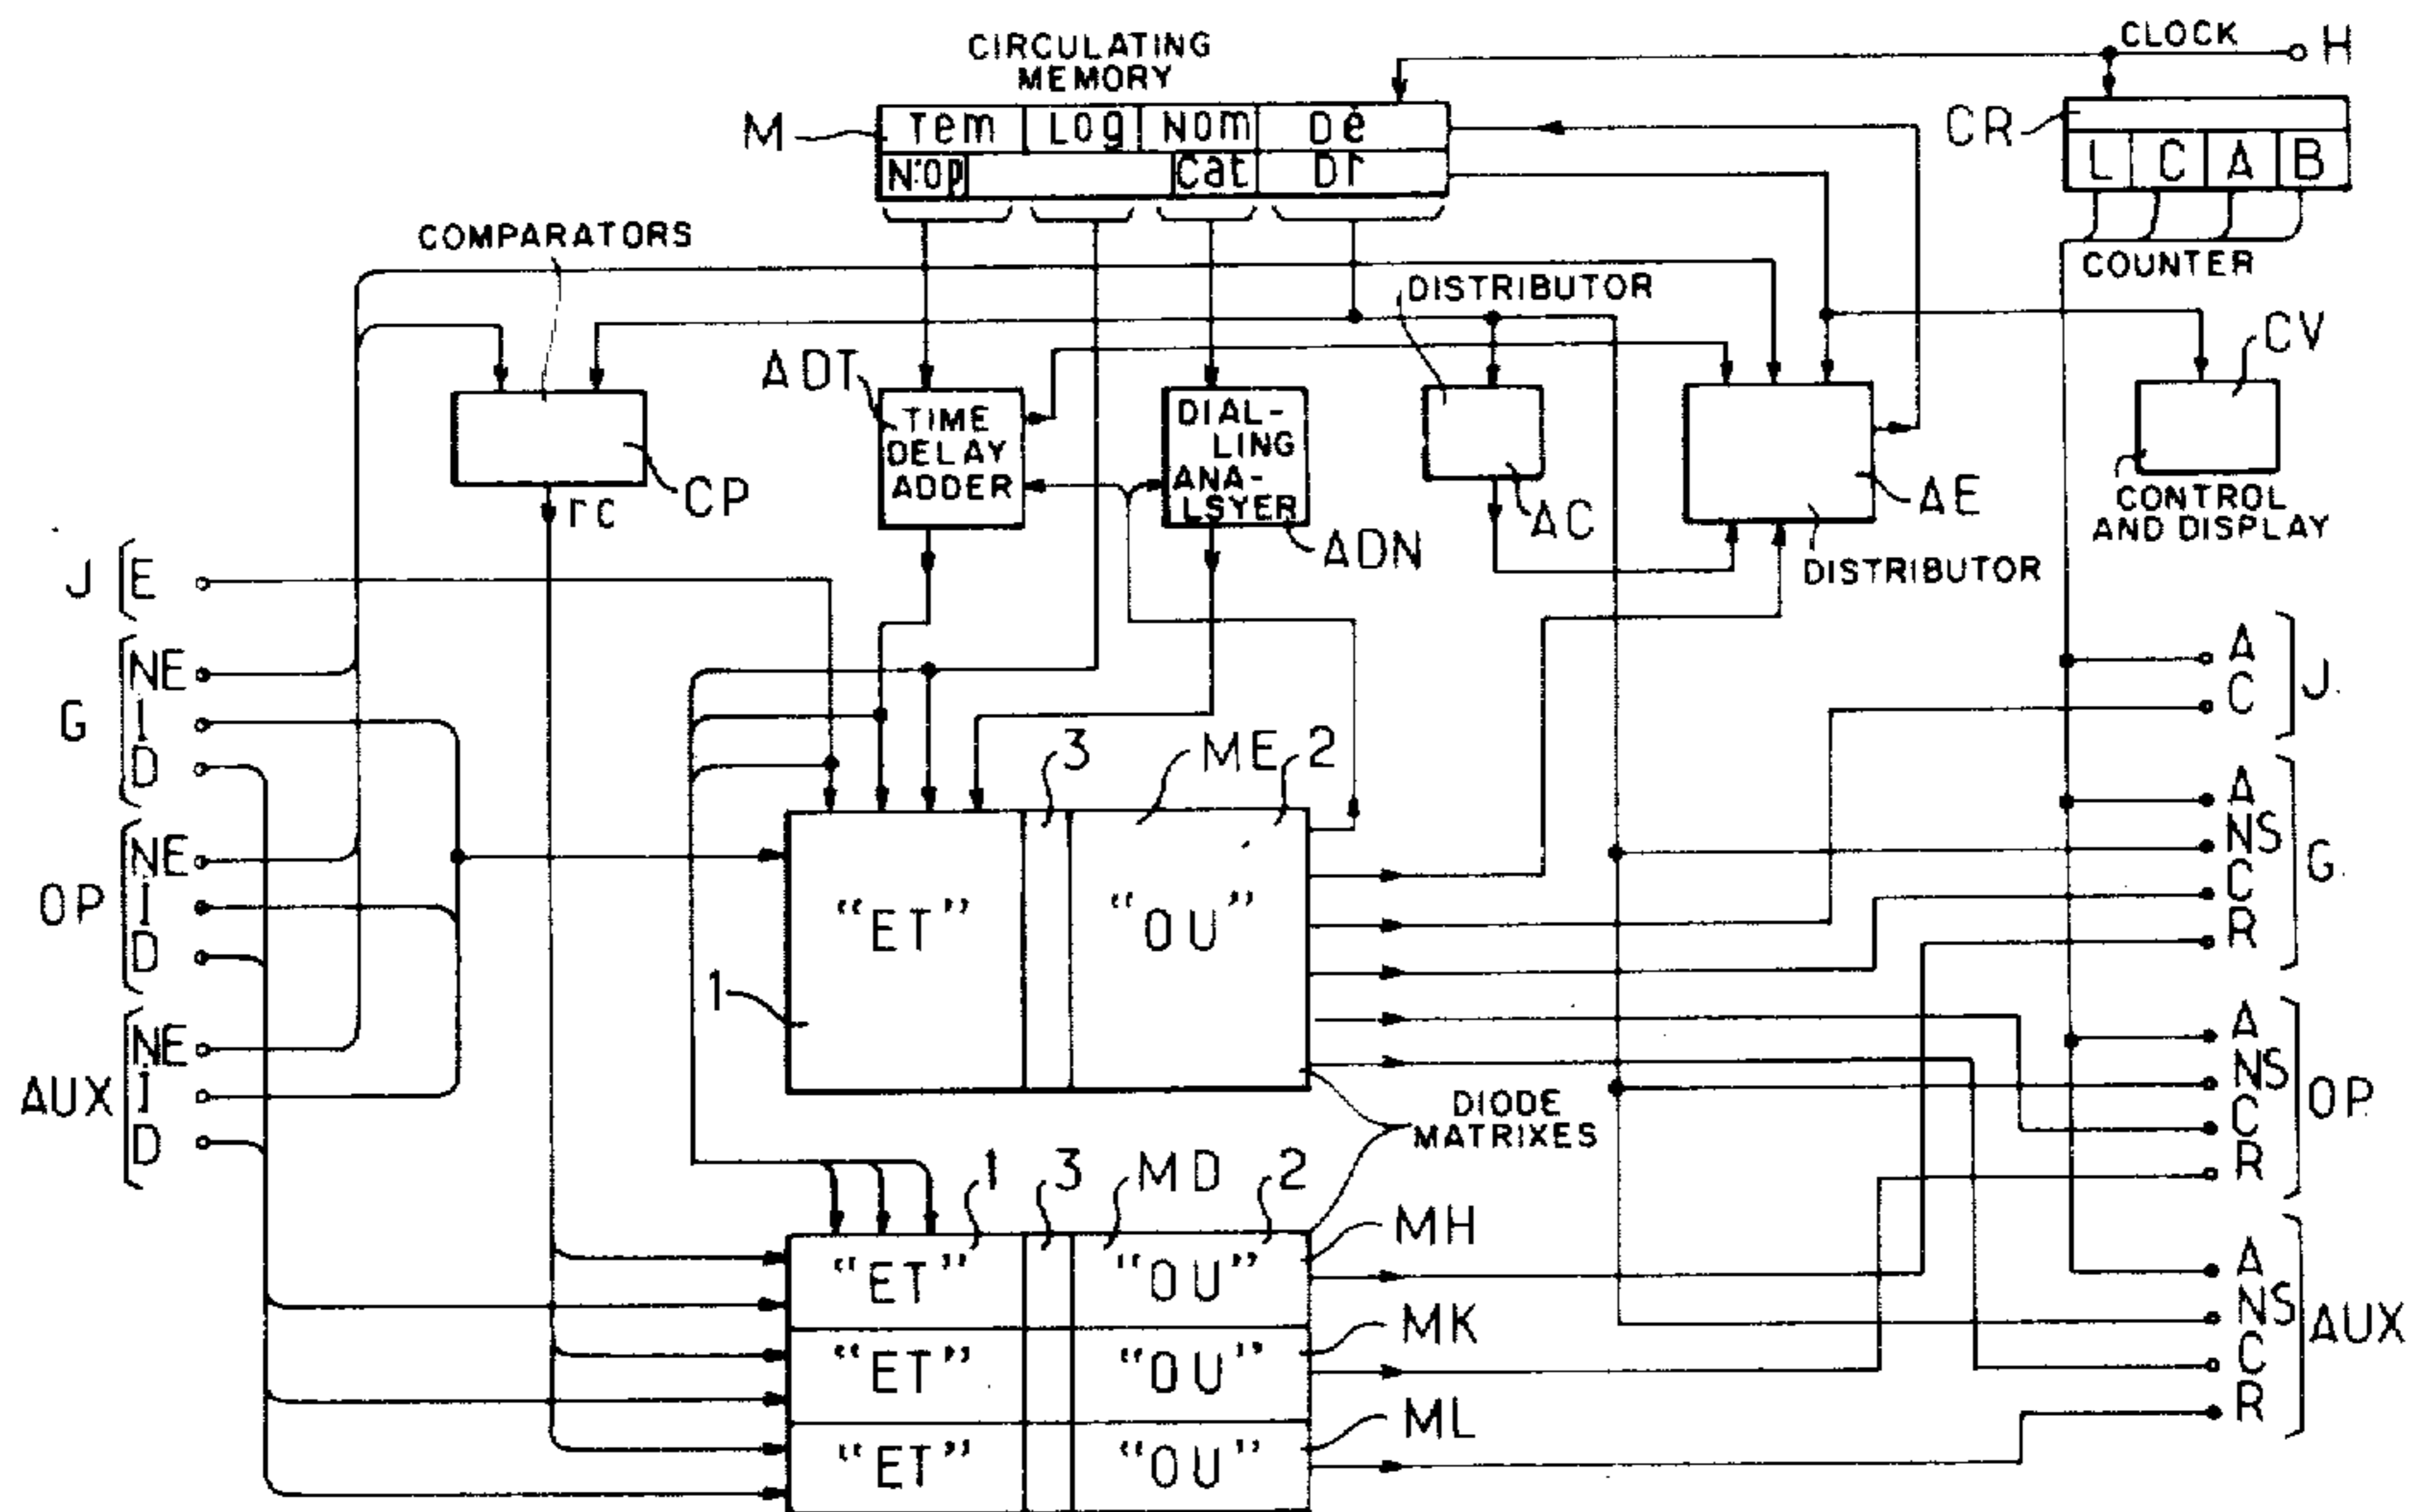 CLOCK
H
CIRCULATING
MEMORY
M
Tem Log Nom De
N:op Cat Dr
CR
L C A B
COUNTER
COMPARATORS
DISTRIBUTOR
CV
ADT
TIME
DELAY
ADDER
DIAL-
LING
ANA-
LSYER
CP
rc
ADN
AC
AE
DISTRIBUTOR
CONTROL
AND DISPLAY
J E
G
NE
I
D
OP
NE
I
D
AUX
NE
I
D
3
ME
2
"ET"
"OU"
1
DIODE
MATRIXES
1
3
MD
2
MH
"ET" "OU"
MK
"ET" "OU"
ML
"ET" "OU"
A
C
J
A
NS
C
R
G
A
NS
C
R
OP
A
NS
C
R
AUX